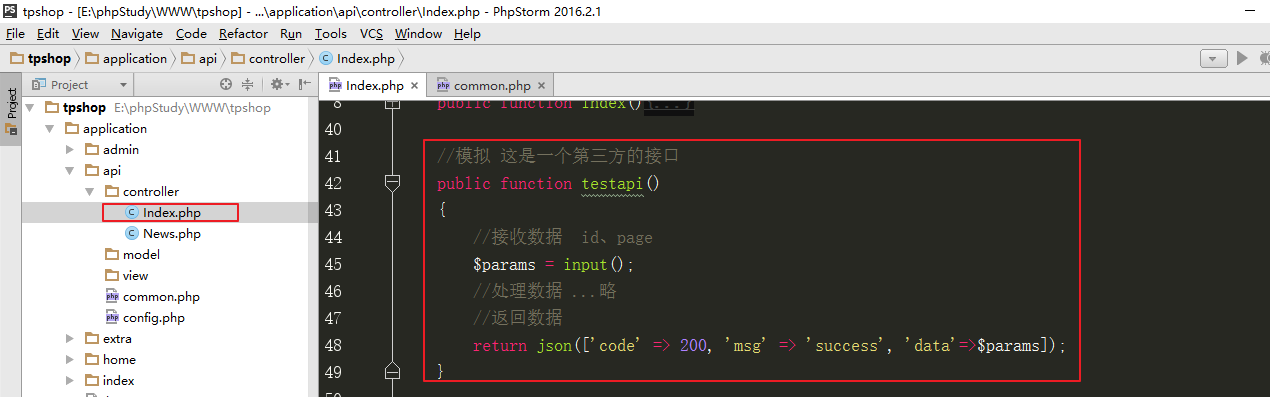 tpshop - [E:\phpStudy\WWW\tpshop] - ...\application\api\controller\Index.php - PhpStorm 2016.2.1
File Edit View Navigate Code Refactor Run Tools VCS Window Help
tpshop application api controller Index.php
Project
Project
Index.php common.php
tpshop E:\phpStudy\WWW\tpshop
application
admin
api
controller
Index.php
News.php
model
view
common.php
config.php
extra
home
index
8 public function index(){...}
40
41 //模拟 这是一个第三方的接口
42 public function testapi()
43 {
44 //接收数据 id、page
45 $params = input();
46 //处理数据 ...略
47 //返回数据
48 return json(['code' => 200, 'msg' => 'success', 'data'=>$params]);
49 }